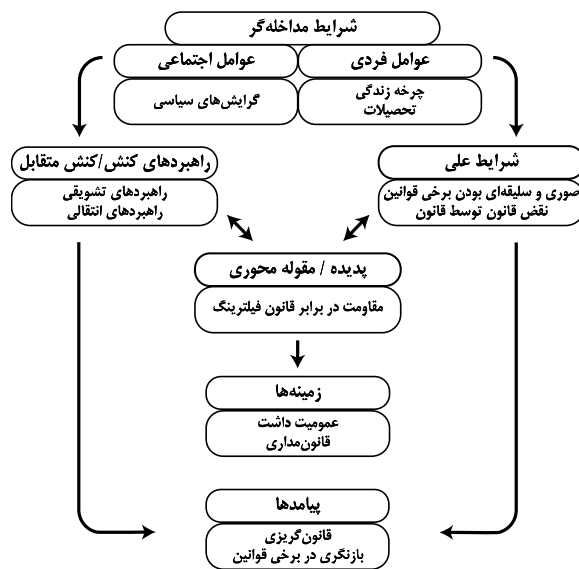 شرایط مداخله‌گر
عوامل فردی
عوامل اجتماعی
چرخه زندگی
تحصیلات
گرایش‌های سیاسی
شرایط علی
صوری و سلیقه‌ای بودن برخی قوانین
نقض قانون توسط قانون
راهبردهای کنش/کنش متقابل
راهبردهای تشویقی
راهبردهای انتقالی
پدیده / مقوله محوری
مقاومت در برابر قانون فیلترینگ
زمینه‌ها
عمومیت داشت
قانون‌مداری
پیامدها
قانون‌گریزی
بازنگری در برخی قوانین